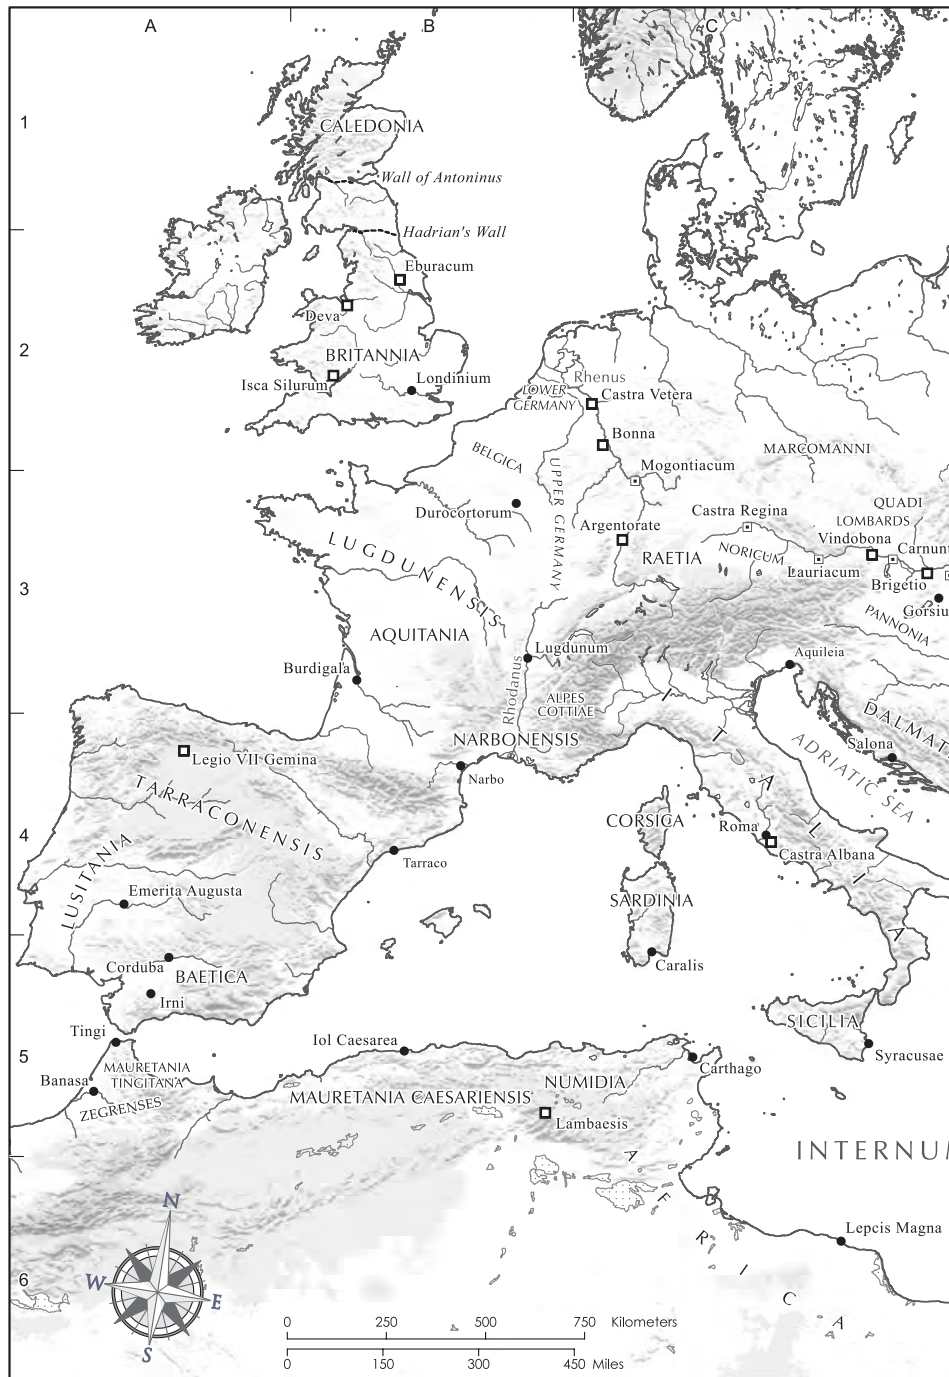 A
B
C
1
CALEDONIA
Wall of Antoninus
Hadrian's Wall
Eburacum
Deva
2
BRITANNIA
Isca Silurum
Londinium
Rhenus
LOWER
GERMANY
Castra Vetera
Bonna
MARCOMANNI
BELGICA
Mogontiacum
UPPER GERMANY
Durocortorum
Castra Regina
QUADI
LOMBARDS
Argentorate
Vindobona
Carnunt
LUGDUNENSIS
RAETIA
NORICUM
Lauriacum
Brigetio
3
Gorsiu
PANNONIA
AQUITANIA
Lugdunum
Aquileia
Burdigala
Rhodanus
ALPES
COTTIAE
ITALIA
DALMAT
NARBONENSIS
Salona
ADRIATIC SEA
Legio VII Gemina
Narbo
TARRACONENSIS
4
CORSICA
Roma
Castra Albana
Tarraco
LUSITANIA
Emerita Augusta
SARDINIA
Corduba
BAETICA
Caralis
Irni
SICILIA
Tingi
Iol Caesarea
Syracusae
5
MAURETANIA
TINGITANA
Carthago
Banasa
ZEGRENSES
NUMIDIA
MAURETANIA CAESARIENSIS
Lambaesis
INTERNUM
AFRICA
N
Lepcis Magna
6
W
E
S
0 250 500 750 Kilometers
0 150 300 450 Miles